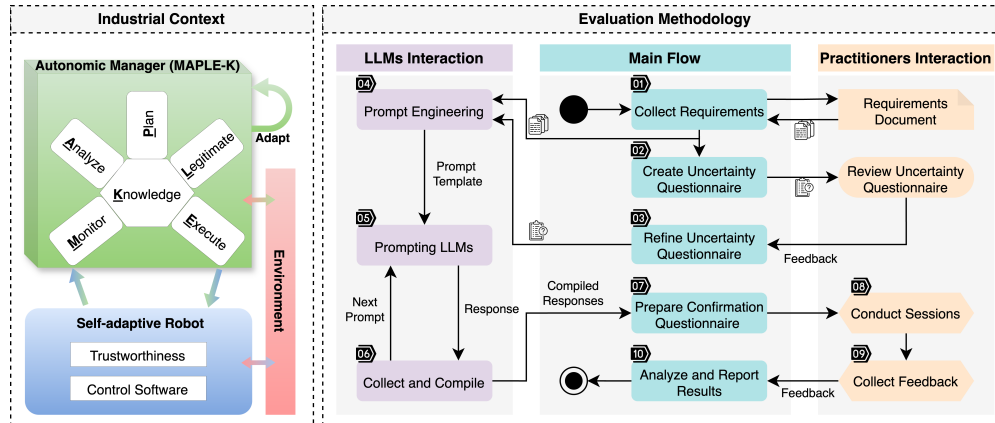 Industrial Context
Autonomic Manager (MAPLE-K)
Plan
Analyze
Legitimate
Knowledge
Monitor
Execute
Adapt
Environment
Self-adaptive Robot
Trustworthiness
Control Software
Evaluation Methodology
LLMs Interaction
Main Flow
Practitioners Interaction
04
Prompt Engineering
01
Collect Requirements
Requirements
Document
02
Create Uncertainty
Questionnaire
Review Uncertainty
Questionnaire
Prompt
Template
05
Prompting LLMs
03
Refine Uncertainty
Questionnaire
Feedback
Next
Prompt
Response
Compiled
Responses
07
Prepare Confirmation
Questionnaire
08
Conduct Sessions
06
Collect and Compile
10
Analyze and Report
Results
Feedback
09
Collect Feedback